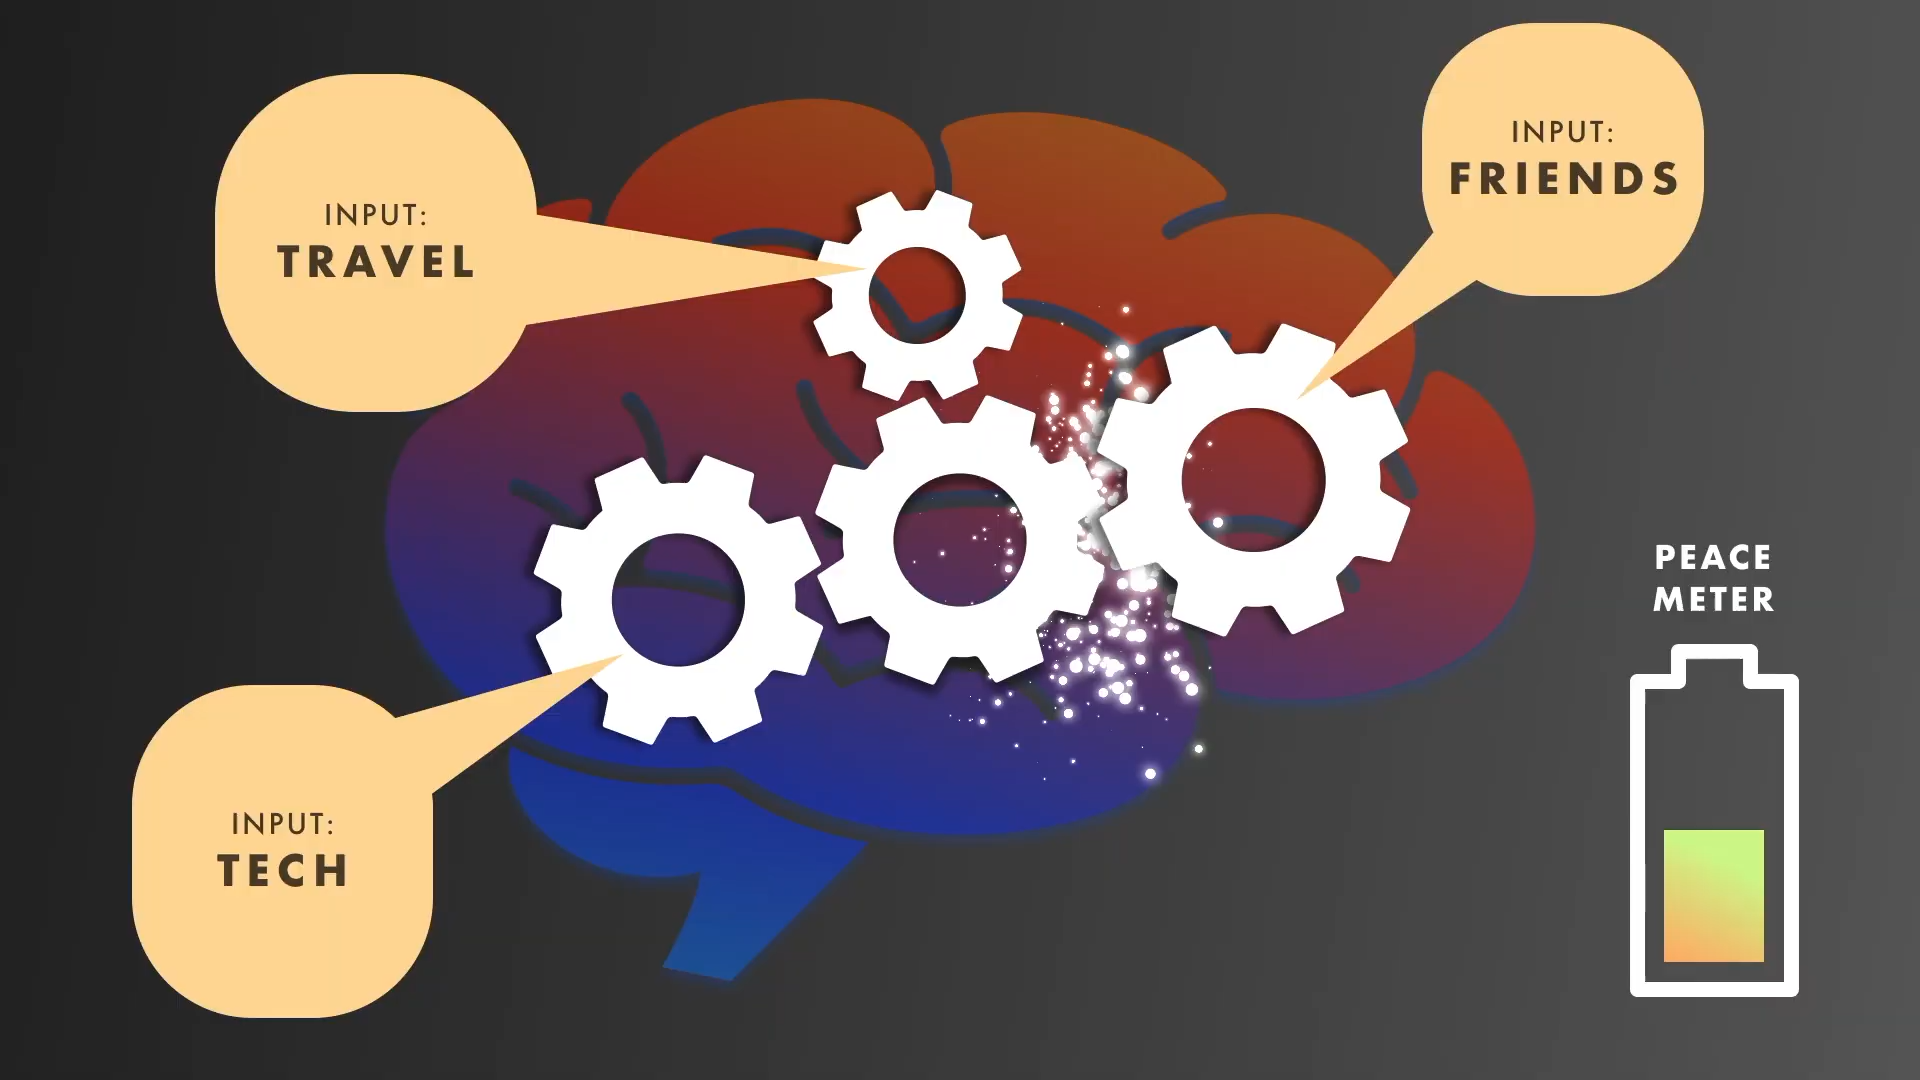 INPUT:
TRAVEL
INPUT:
FRIENDS
PEACE
METER
INPUT:
TECH